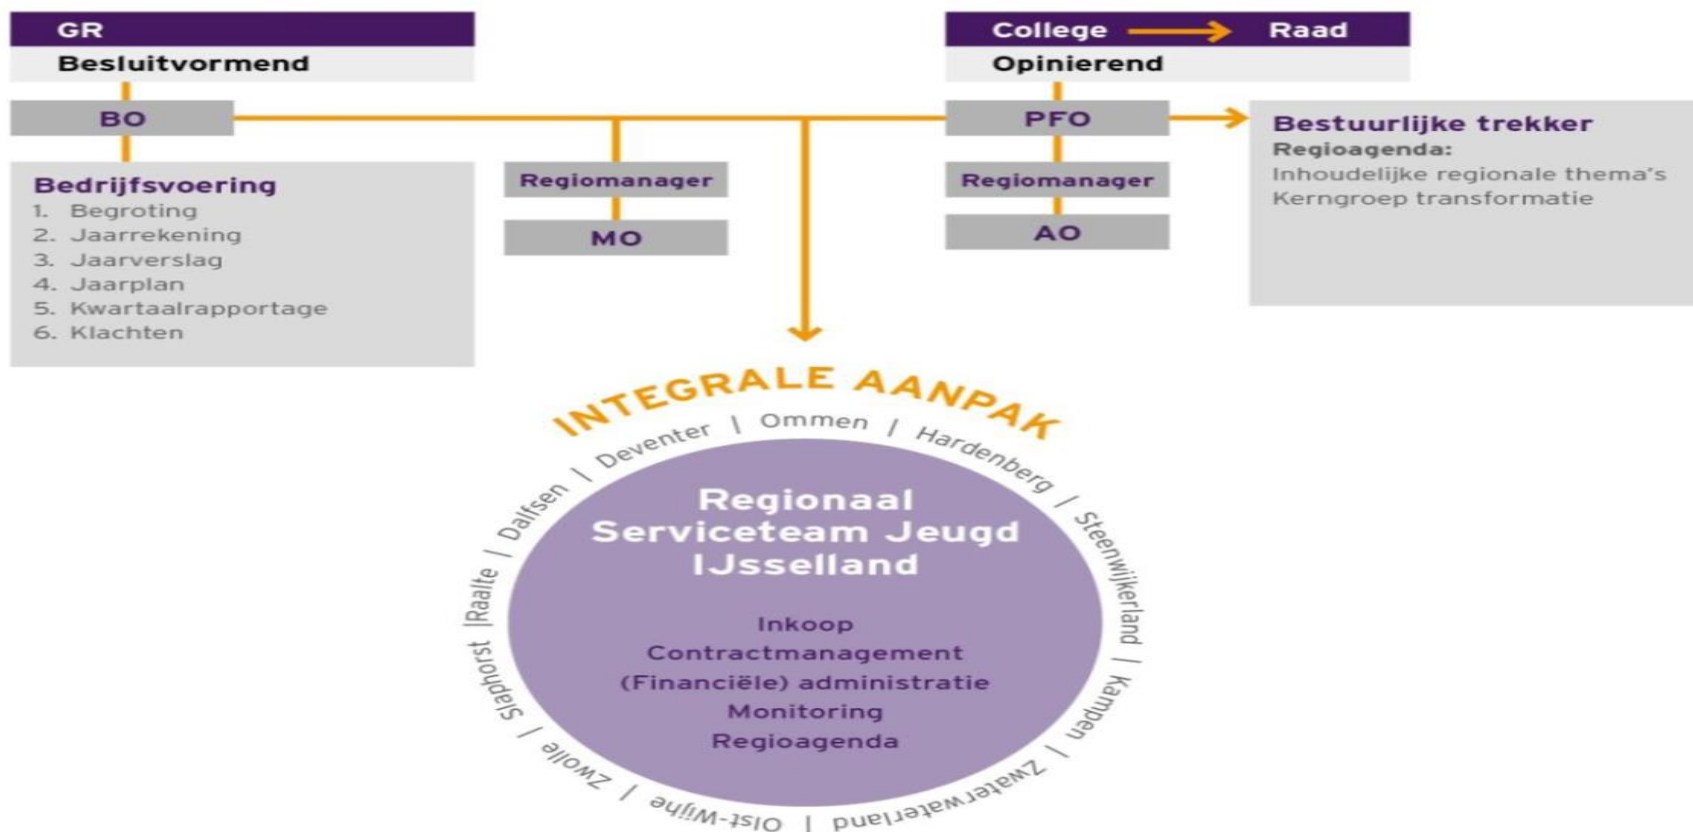 GR
Besluitvormend
BO
Bedrijfsvoering
1. Begroting
2. Jaarrekening
3. Jaarverslag
4. Jaarplan
5. Kwartaalrapportage
6. Klachten
Regiomanager
MO
College Raad
Opinierend
PFO
Regiomanager
AO
Bestuurlijke trekker
Regioagenda:
Inhoudelijke regionale thema's
Kerngroep transformatie
INTEGRALE AANPAK
Slaphorst |Raalte | Dalfsen | Deventer | Ommen | Hardenberg | Steenwijkerland | Kampen | Zwaterwaterland | Olst-Wijhe | Zwolle |
Regionaal
Serviceteam Jeugd
IJsselland
Inkoop
Contractmanagement
(Financiële) administratie
Monitoring
Regioagenda